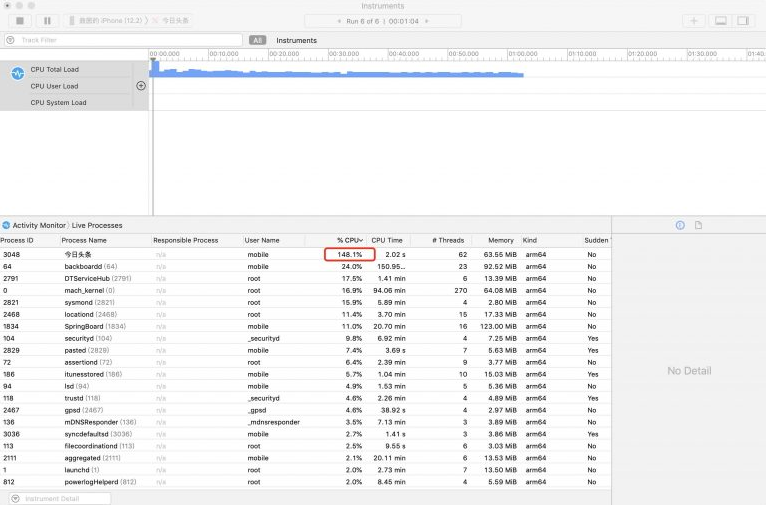 Instruments
曲囿的 iPhone (12.2) 今日头条
Run 6 of 6 | 00:01:04
Track Filter All Instruments
00:00.000 00:10.000 00:20.000 00:30.000 00:40.000 00:50.000 01:00.000 01:10.000 01:20.000 01:30.000 01:40.
CPU Total Load
CPU User Load
CPU System Load
Activity Monitor Live Processes
Process ID Process Name Responsible Process User Name % CPU CPU Time # Threads Memory Kind Sudden T
3048 今日头条 n/a mobile 148.1% 2.02 s 62 63.55 MiB arm64 No
64 backboardd (64) n/a mobile 24.0% 150.95... 23 92.52 MiB arm64 No
2791 DTServiceHub (2791) n/a root 17.5% 1.41 min 6 13.39 MiB arm64 No
0 mach_kernel (0) n/a root 16.9% 94.06 min 270 64.08 MiB arm64 No
2821 sysmond (2821) n/a root 15.9% 5.89 min 4 2.80 MiB arm64 No
2468 locationd (2468) n/a root 11.4% 3.70 min 15 17.33 MiB arm64 No
1834 SpringBoard (1834) n/a mobile 11.0% 20.70 min 16 123.00 MiB arm64 No
104 securityd (104) n/a _securityd 9.8% 6.92 min 4 7.25 MiB arm64 Yes
2829 pasted (2829) n/a mobile 7.4% 3.69 s 7 5.63 MiB arm64 Yes
72 assertiond (72) n/a root 6.4% 2.39 min 9 3.77 MiB arm64 No
186 itunesstored (186) n/a mobile 5.7% 1.04 min 10 15.03 MiB arm64 Yes
94 lsd (94) n/a mobile 4.9% 1.53 min 5 5.36 MiB arm64 No
118 trustd (118) n/a _securityd 4.6% 2.26 min 4 4.89 MiB arm64 Yes
2467 gpsd (2467) n/a _gpsd 4.6% 38.92 s 4 2.97 MiB arm64 No
136 mDNSResponder (136) n/a _mdnsresponder 3.5% 7.13 min 3 3.89 MiB arm64 No
3036 syncdefaultsd (3036) n/a mobile 2.7% 1.41 s 3 3.86 MiB arm64 Yes
113 filecoordinationd (113) n/a root 2.5% 9.55 s 6 3.03 MiB arm64 No
2111 aggregated (2111) n/a mobile 2.1% 20.11 min 6 13.53 MiB arm64 No
1 launchd (1) n/a root 2.0% 2.73 min 7 13.50 MiB arm64 No
812 powerlogHelperd (812) n/a root 2.0% 8.45 min 4 5.59 MiB arm64 No
No Detail
Instrument Detail